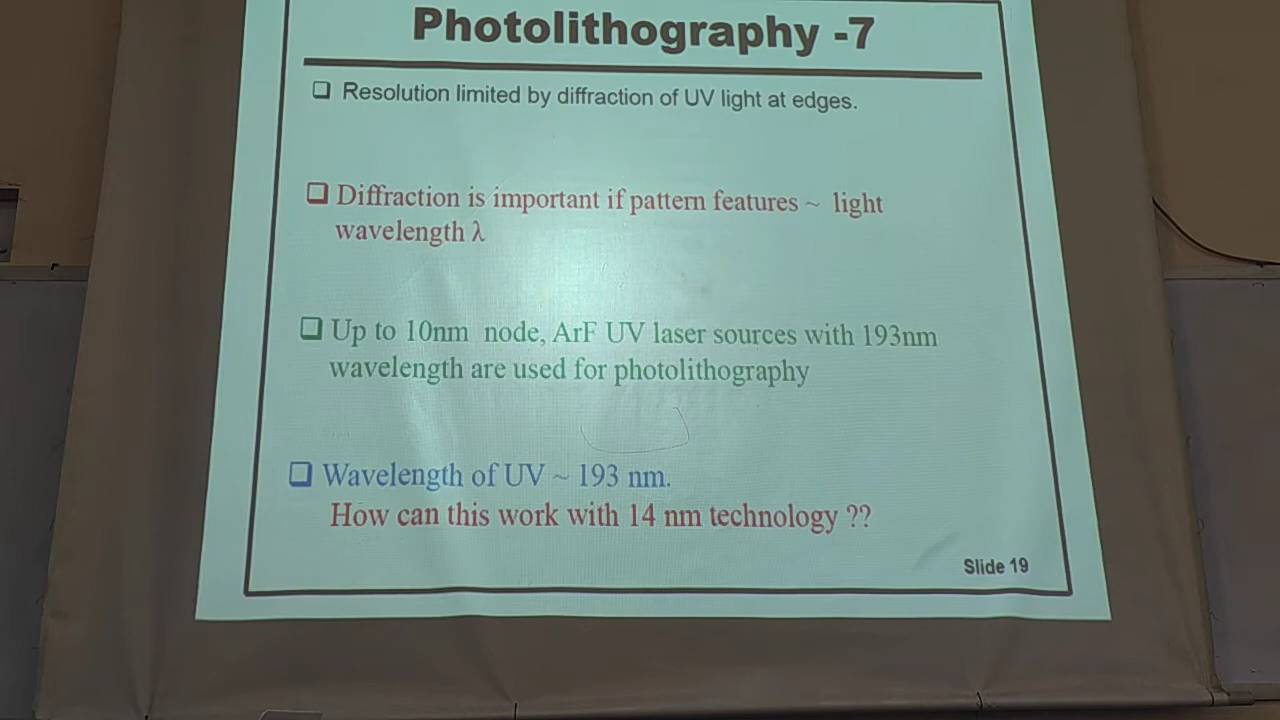 Photolithography -7
❑ Resolution limited by diffraction of UV light at edges.
❑ Diffraction is important if pattern features ~ light
wavelength λ
❑ Up to 10nm node, ArF UV laser sources with 193nm
wavelength are used for photolithography
❑ Wavelength of UV ~ 193 nm.
How can this work with 14 nm technology ??
Slide 19